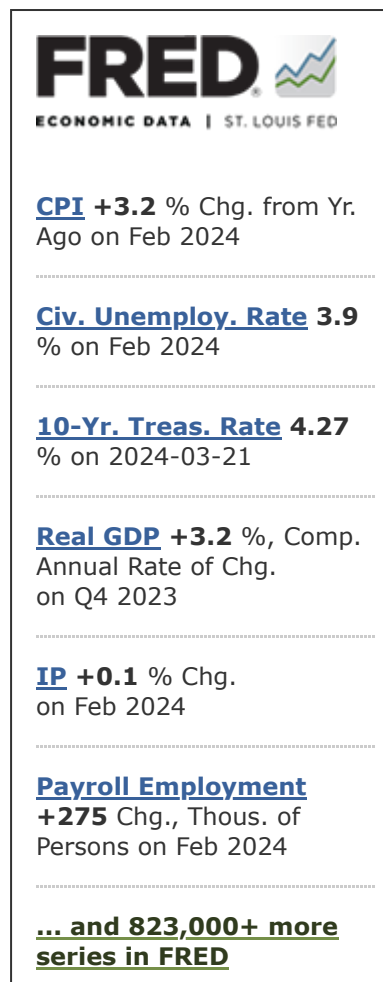 FRED®
ECONOMIC DATA | ST. LOUIS FED
CPI +3.2 % Chg. from Yr.
Ago on Feb 2024
Civ. Unemploy. Rate 3.9
% on Feb 2024
10-Yr. Treas. Rate 4.27
% on 2024-03-21
Real GDP +3.2 %, Comp.
Annual Rate of Chg.
on Q4 2023
IP +0.1 % Chg.
on Feb 2024
Payroll Employment
+275 Chg., Thous. of
Persons on Feb 2024
... and 823,000+ more
series in FRED